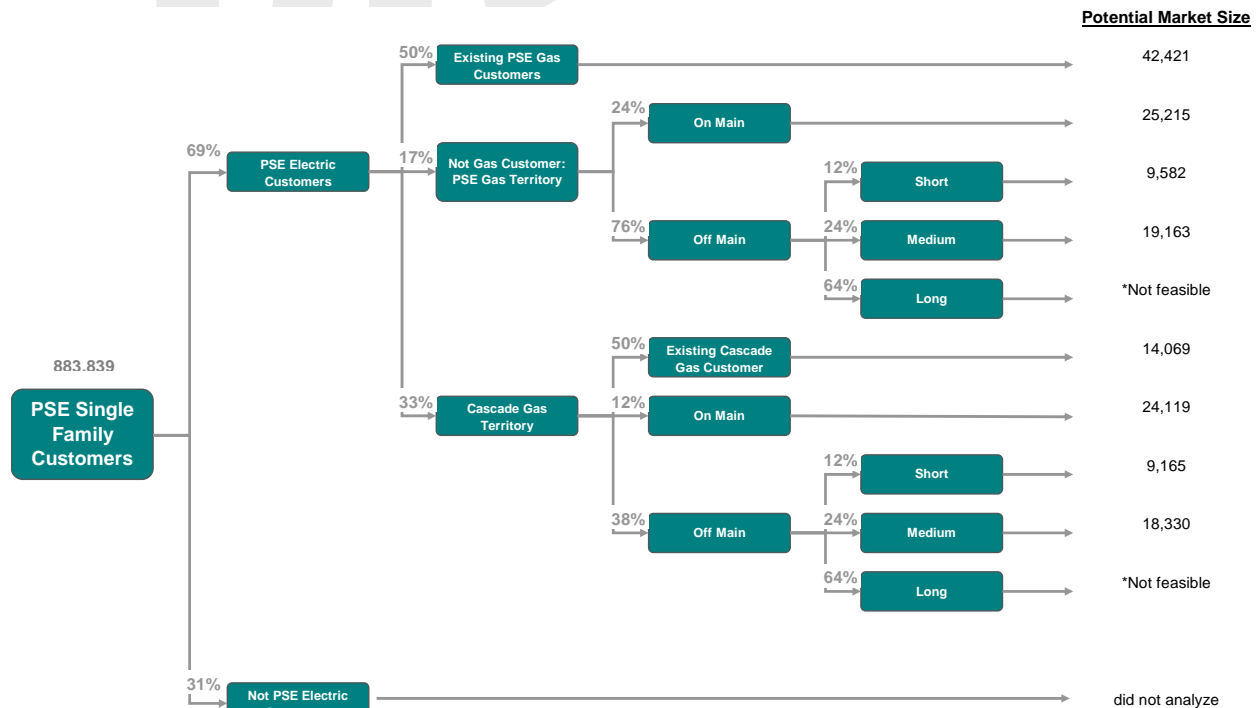 Potential Market Size
50%
Existing PSE Gas
Customers
42,421
24%
On Main
25,215
69%
PSE Electric
Customers
17%
Not Gas Customer:
PSE Gas Territory
12%
Short
9,582
76%
Off Main
24%
Medium
19,163
64%
Long
*Not feasible
883,839
PSE Single
Family
Customers
50%
Existing Cascade
Gas Customer
14,069
33%
Cascade Gas
Territory
12%
On Main
24,119
12%
Short
9,165
38%
Off Main
24%
Medium
18,330
64%
Long
*Not feasible
31%
Not PSE Electric
did not analyze